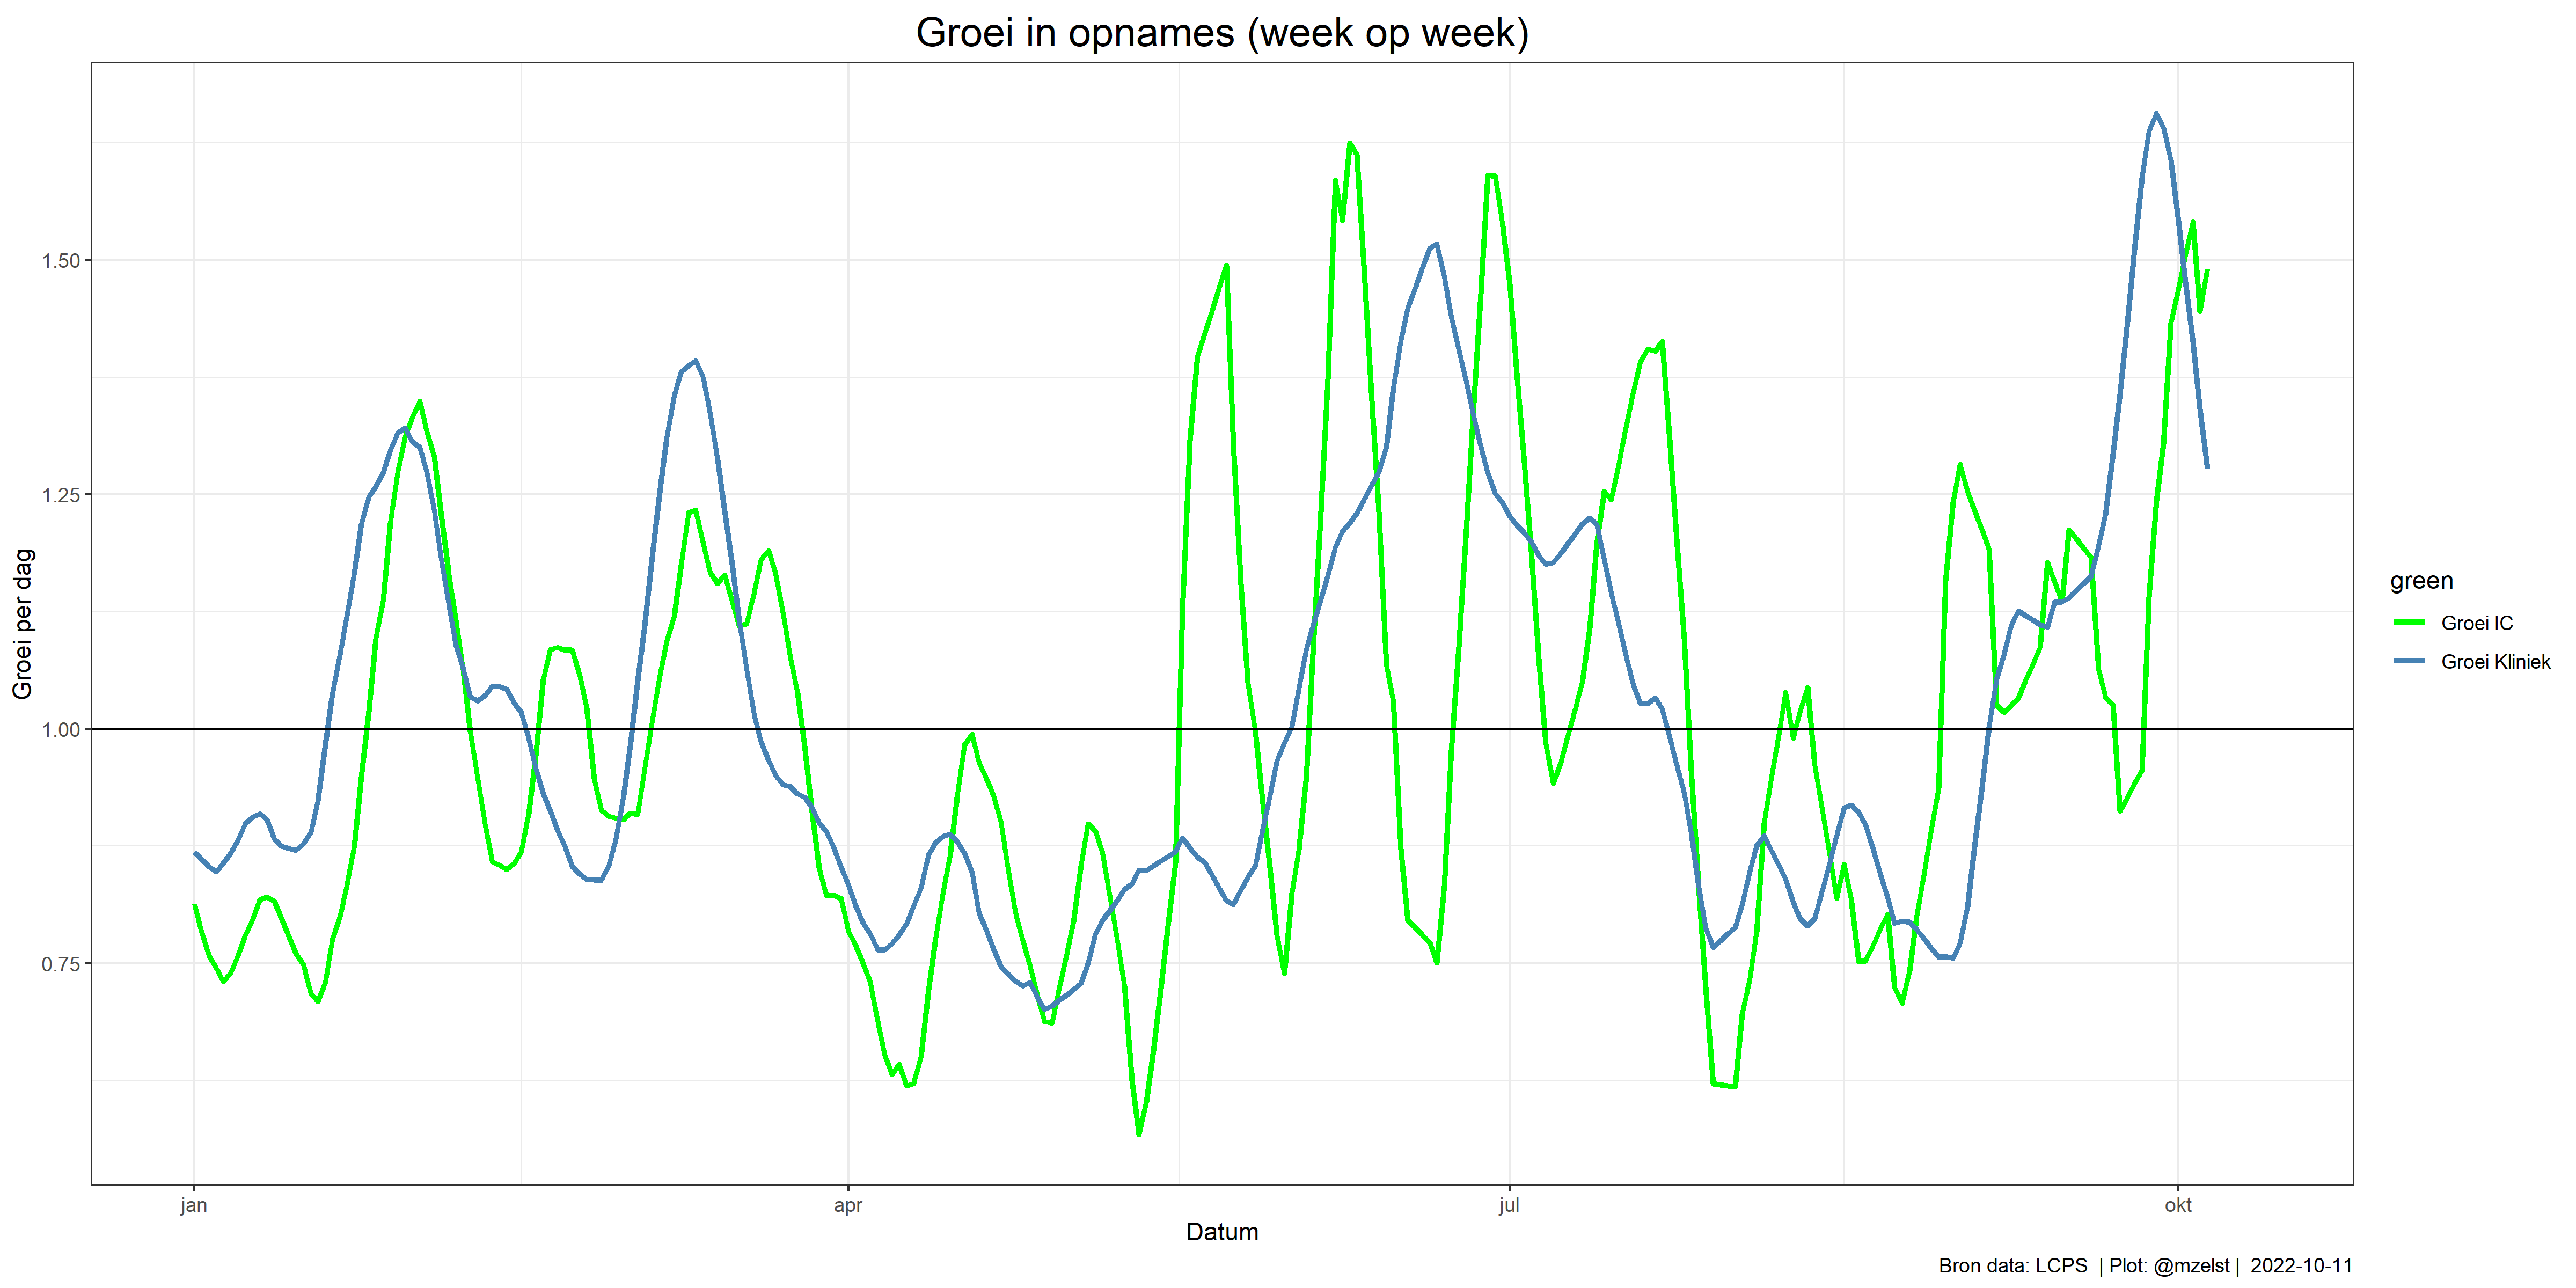 Groei in opnames (week op week)
Groei per dag
1.50
1.25
1.00
0.75
jan
apr
jul
okt
Datum
green
Groei IC
Groei Kliniek
Bron data: LCPS | Plot: @mzelst | 2022-10-11